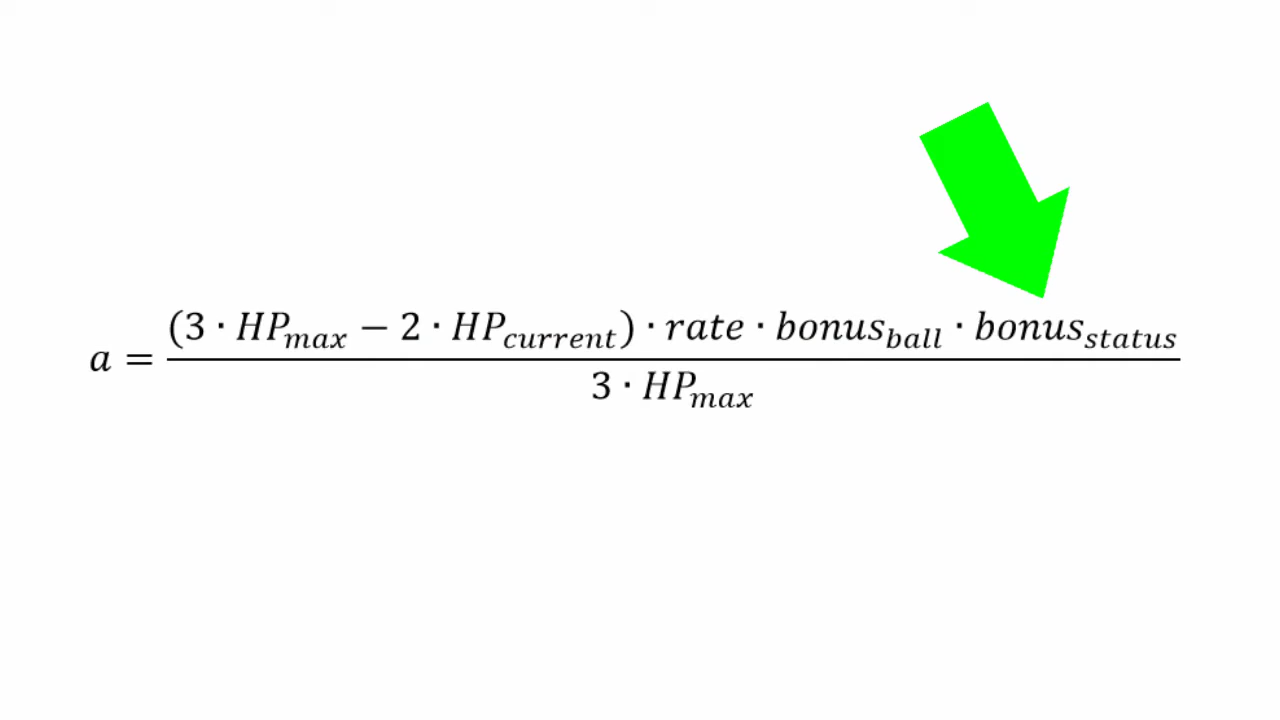 a = (3 · HP_max − 2 · HP_current) · rate · bonus_ball · bonus_status
3 · HP_max